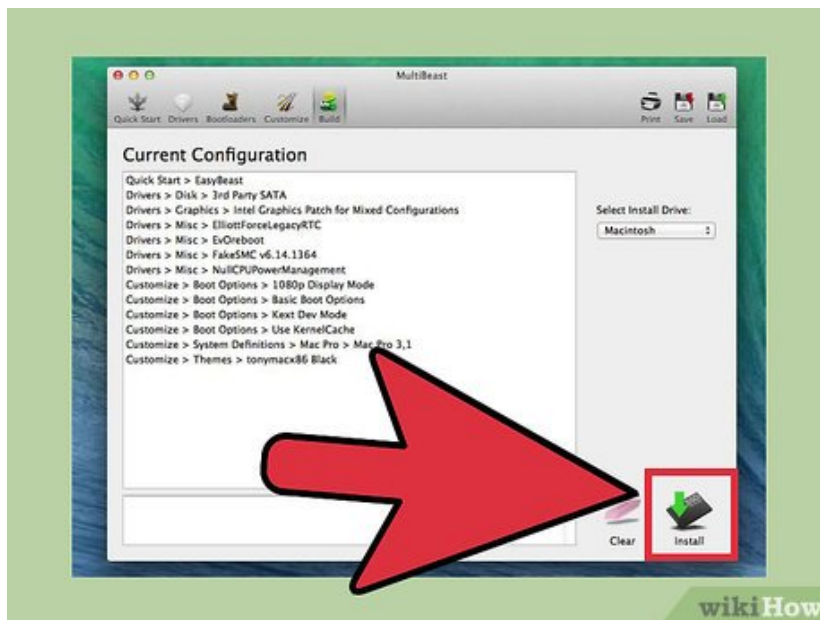 MultiBeast
Quick Start Drivers Bootloaders Customize Build Print Save Load
Current Configuration
Quick Start > EasyBeast
Drivers > Disk > 3rd Party SATA
Drivers > Graphics > Intel Graphics Patch for Mixed Configurations
Drivers > Misc > ElliottForceLegacyRTC
Drivers > Misc > EvOreboot
Drivers > Misc > FakeSMC v6.14.1364
Drivers > Misc > NullCPUPowerManagement
Customize > Boot Options > 1080p Display Mode
Customize > Boot Options > Basic Boot Options
Customize > Boot Options > Kext Dev Mode
Customize > Boot Options > Use KernelCache
Customize > System Definitions > Mac Pro > Mac Pro 3,1
Customize > Themes > tonymacx86 Black
Select Install Drive:
Macintosh
Clear Install
wikiHow